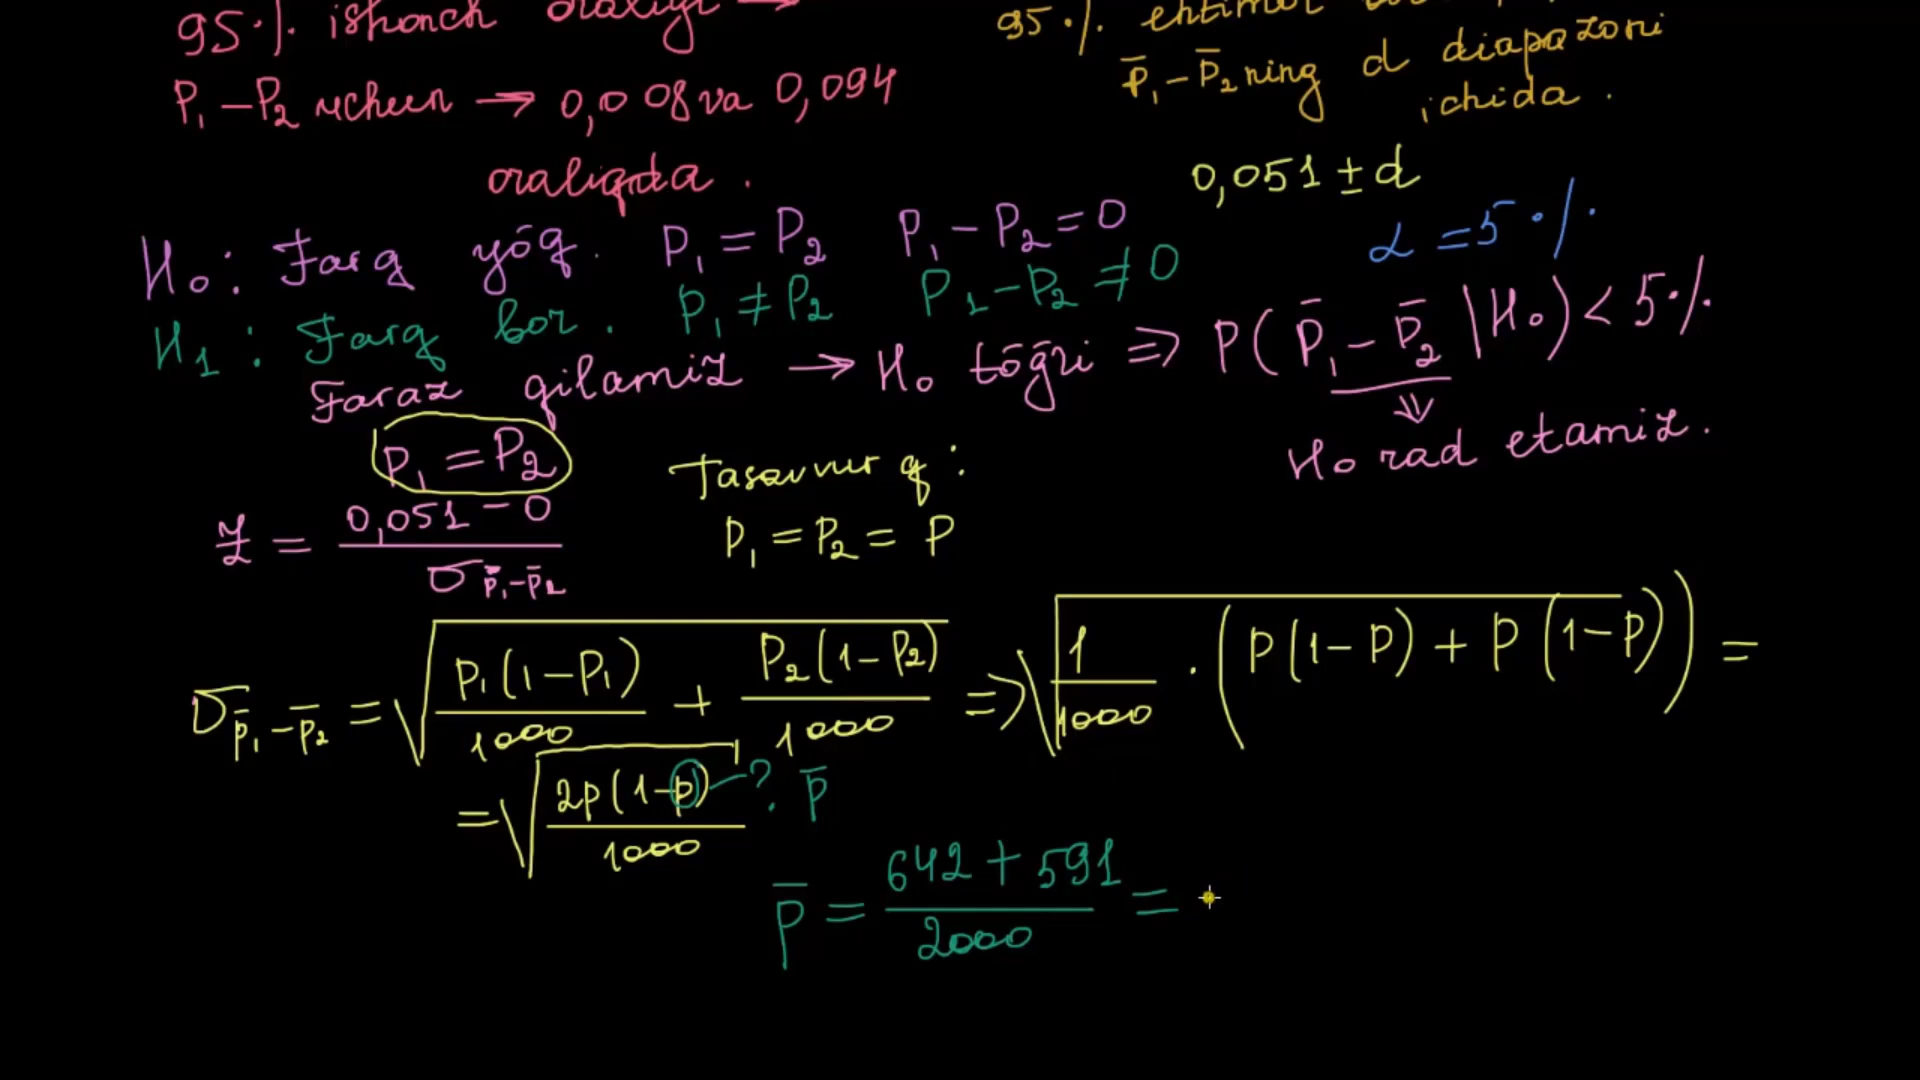 95% ishonch oralig'i →
P₁ – P₂ uchun → 0,008 va 0,094
oraliqda.
95% ehtimol
P̅₁ – P̅₂ ning d diapazoni
ichida.
0,051 ± d
H₀: Farq yōq. P₁ = P₂ P₁ – P₂ = 0
α = 5%
H₁: Farq bor. P₁ ≠ P₂ P₁ – P₂ ≠ 0
Faraz qilamiz → H₀ tōğri ⇒ P(P̅₁ – P̅₂ | H₀) < 5%
⇓
H₀ rad etamiz.
P₁ = P₂
Tasavvur q:
P₁ = P₂ = P
Z = (0,051 – 0) / σ_{p̅₁–p̅₂}
σ_{p̅₁–p̅₂} = √(P₁(1–P₁)/1000 + P₂(1–P₂)/1000) ⇒ √(1/1000 · (P(1–P) + P(1–P))) =
= √(2p(1–p)/1000) ? p̅
p̅ = (642 + 591)/2000 =